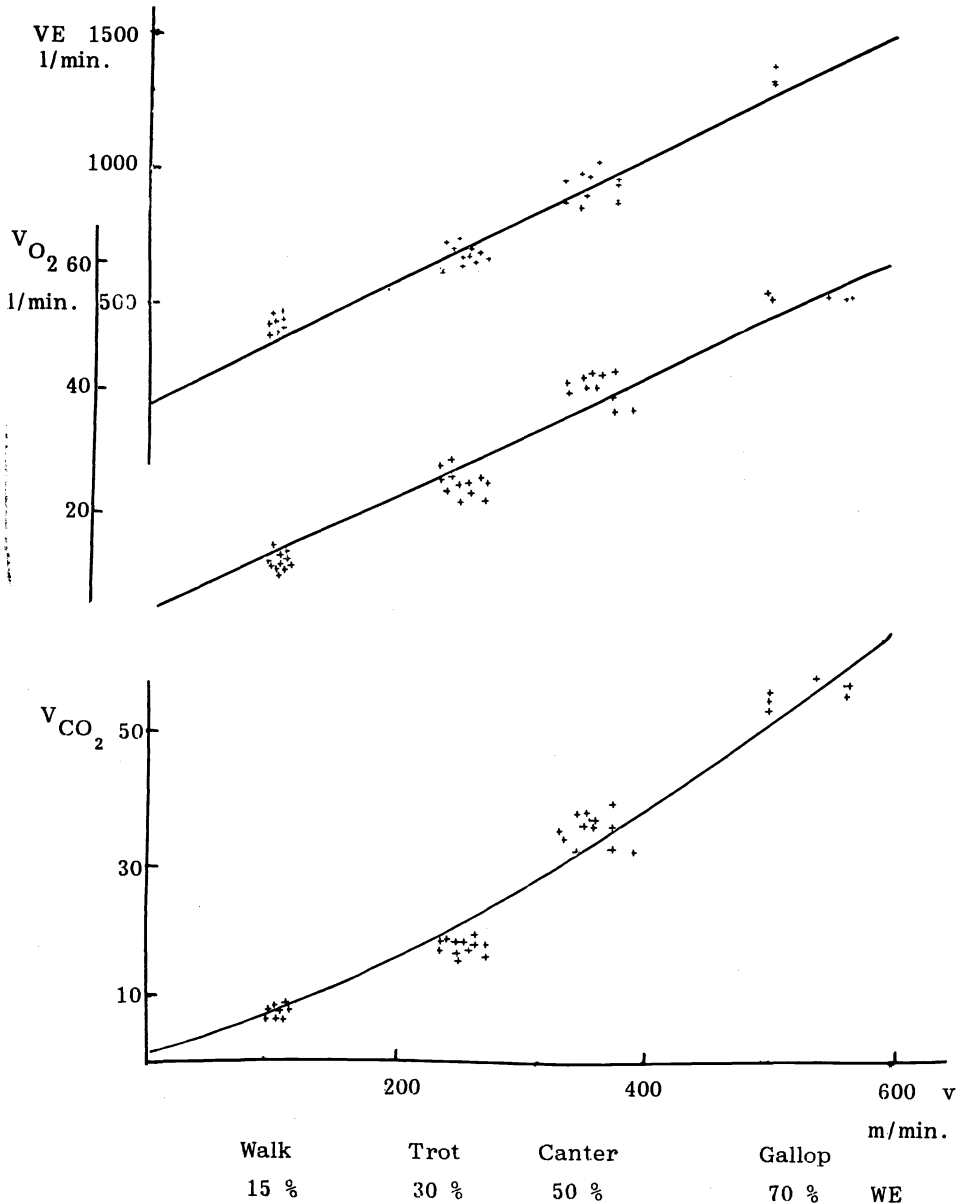 VE 1500
l/min.
1000
V O2 60
l/min. 500
40
20
V CO2
50
30
10
200 400 600 v
m/min.
Walk Trot Canter Gallop
15 % 30 % 50 % 70 % WE